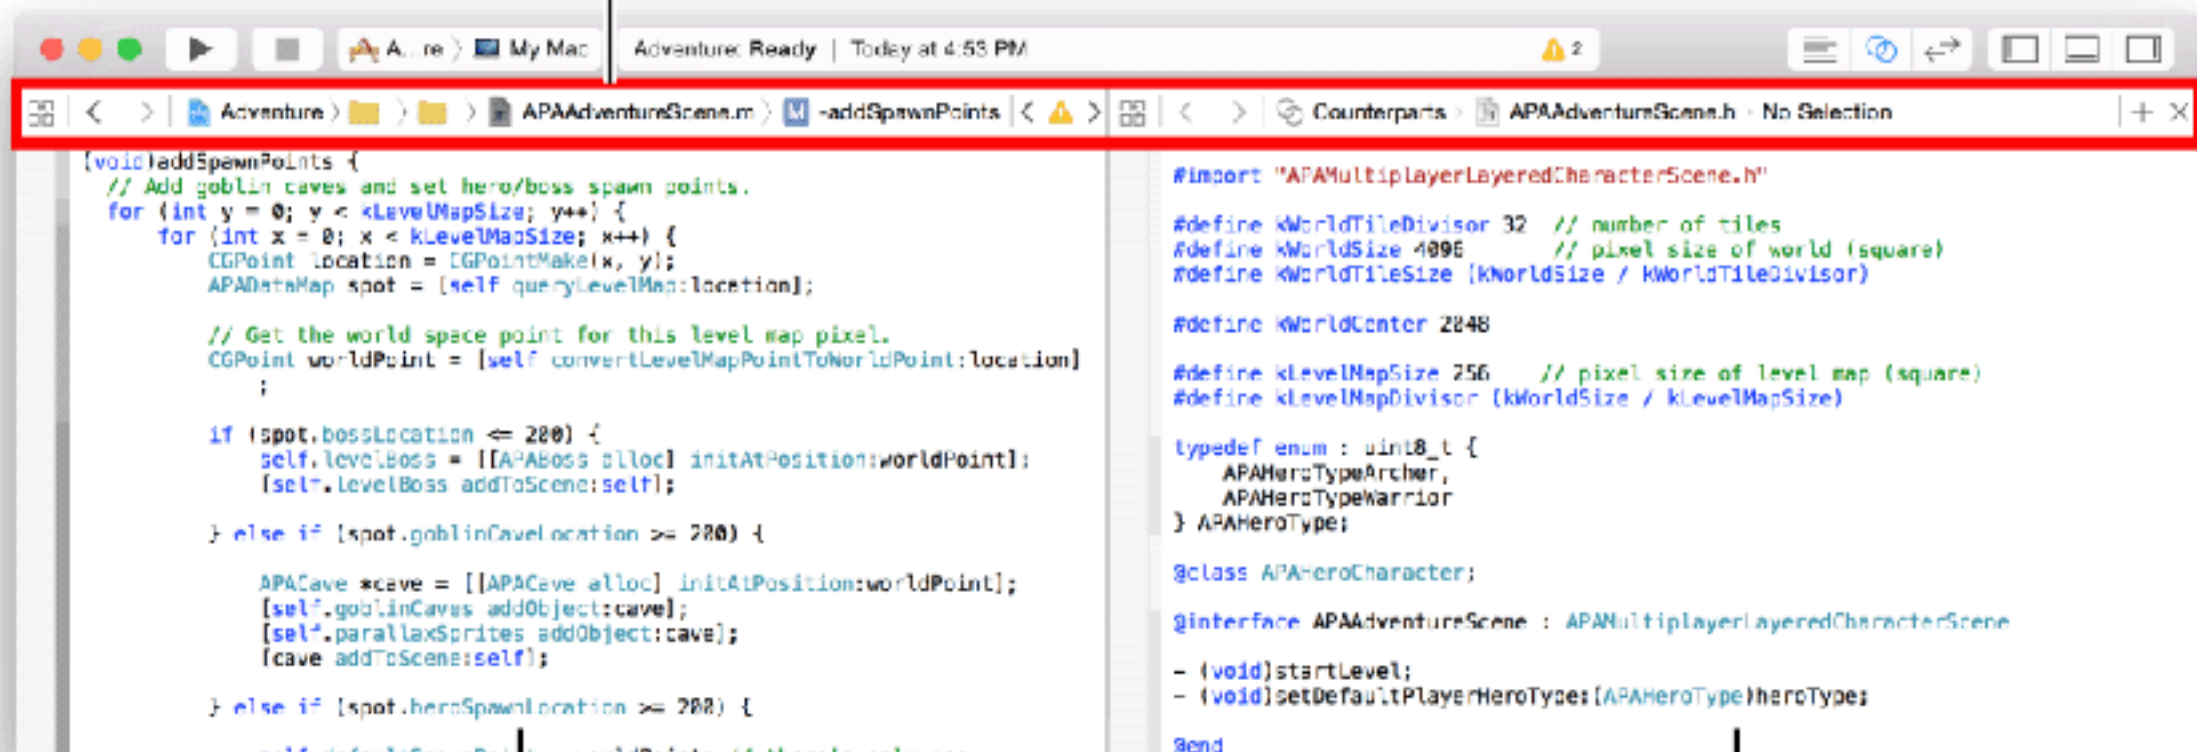 A...re 〉 My Mac
Adventure: Ready | Today at 4:53 PM
2
Adventure 〉 〉 〉 APAAdventureScene.m 〉 M -addSpawnPoints
Counterparts › APAAdventureScene.h › No Selection
(void)addSpawnPoints {
// Add goblin caves and set hero/boss spawn points.
for (int y = 0; y < kLevelMapSize; y++) {
for (int x = 0; x < kLevelMapSize; x++) {
CGPoint location = CGPointMake(x, y);
APADataMap spot = [self queryLevelMap:location];
// Get the world space point for this level map pixel.
CGPoint worldPoint = [self convertLevelMapPointToWorldPoint:location]
;
if (spot.bossLocation <= 200) {
self.levelBoss = [[APABoss alloc] initAtPosition:worldPoint];
[self.levelBoss addToScene:self];
} else if (spot.goblinCaveLocation >= 200) {
APACave *cave = [[APACave alloc] initAtPosition:worldPoint];
[self.goblinCaves addObject:cave];
[self.parallaxSprites addObject:cave];
[cave addToScene:self];
} else if (spot.heroSpawnLocation >= 200) {
#import "APAMultiplayerLayeredCharacterScene.h"
#define kWorldTileDivisor 32 // number of tiles
#define kWorldSize 4096 // pixel size of world (square)
#define kWorldTileSize (kWorldSize / kWorldTileDivisor)
#define kWorldCenter 2048
#define kLevelMapSize 256 // pixel size of level map (square)
#define kLevelMapDivisor (kWorldSize / kLevelMapSize)
typedef enum : uint8_t {
APAHeroTypeArcher,
APAHeroTypeWarrior
} APAHeroType;
@class APAHeroCharacter;
@interface APAAdventureScene : APAMultiplayerLayeredCharacterScene
- (void)startLevel;
- (void)setDefaultPlayerHeroType:(APAHeroType)heroType;
@end